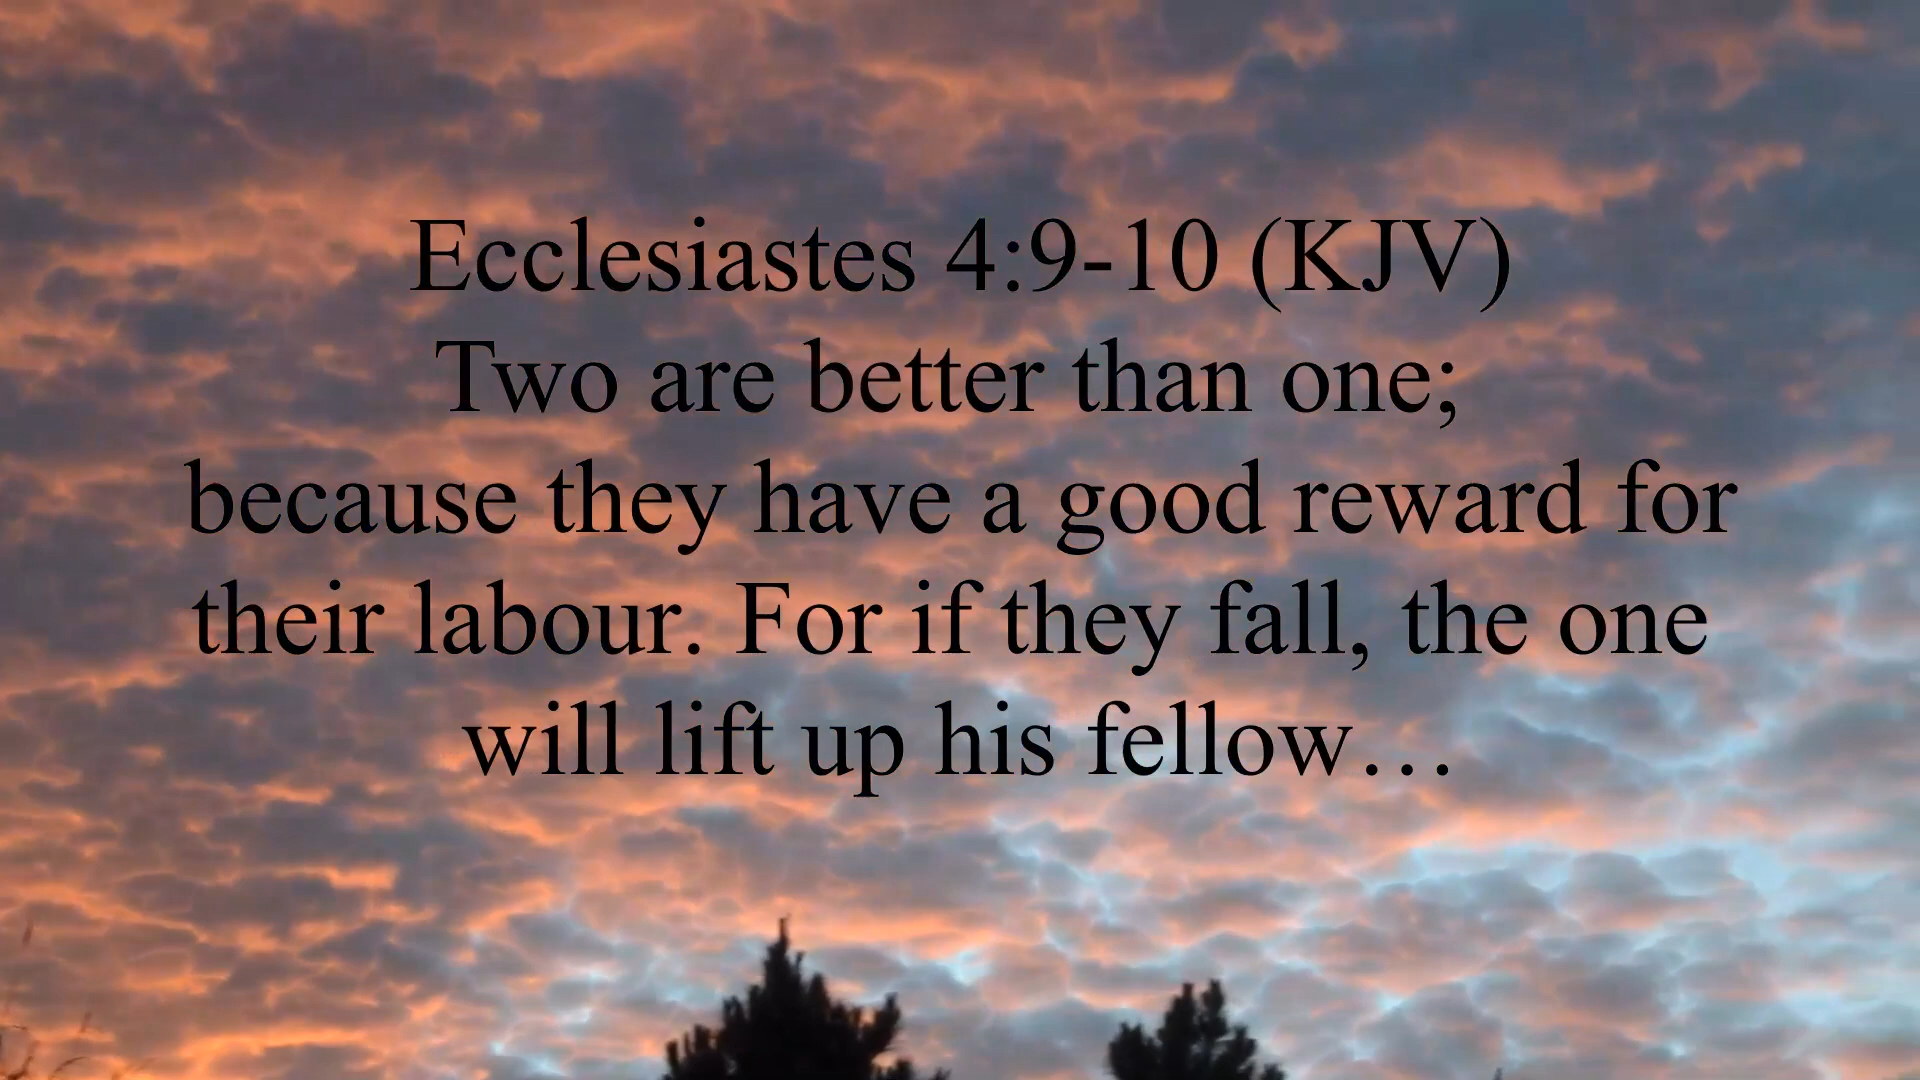 Ecclesiastes 4:9-10 (KJV)
Two are better than one;
because they have a good reward for
their labour. For if they fall, the one
will lift up his fellow…